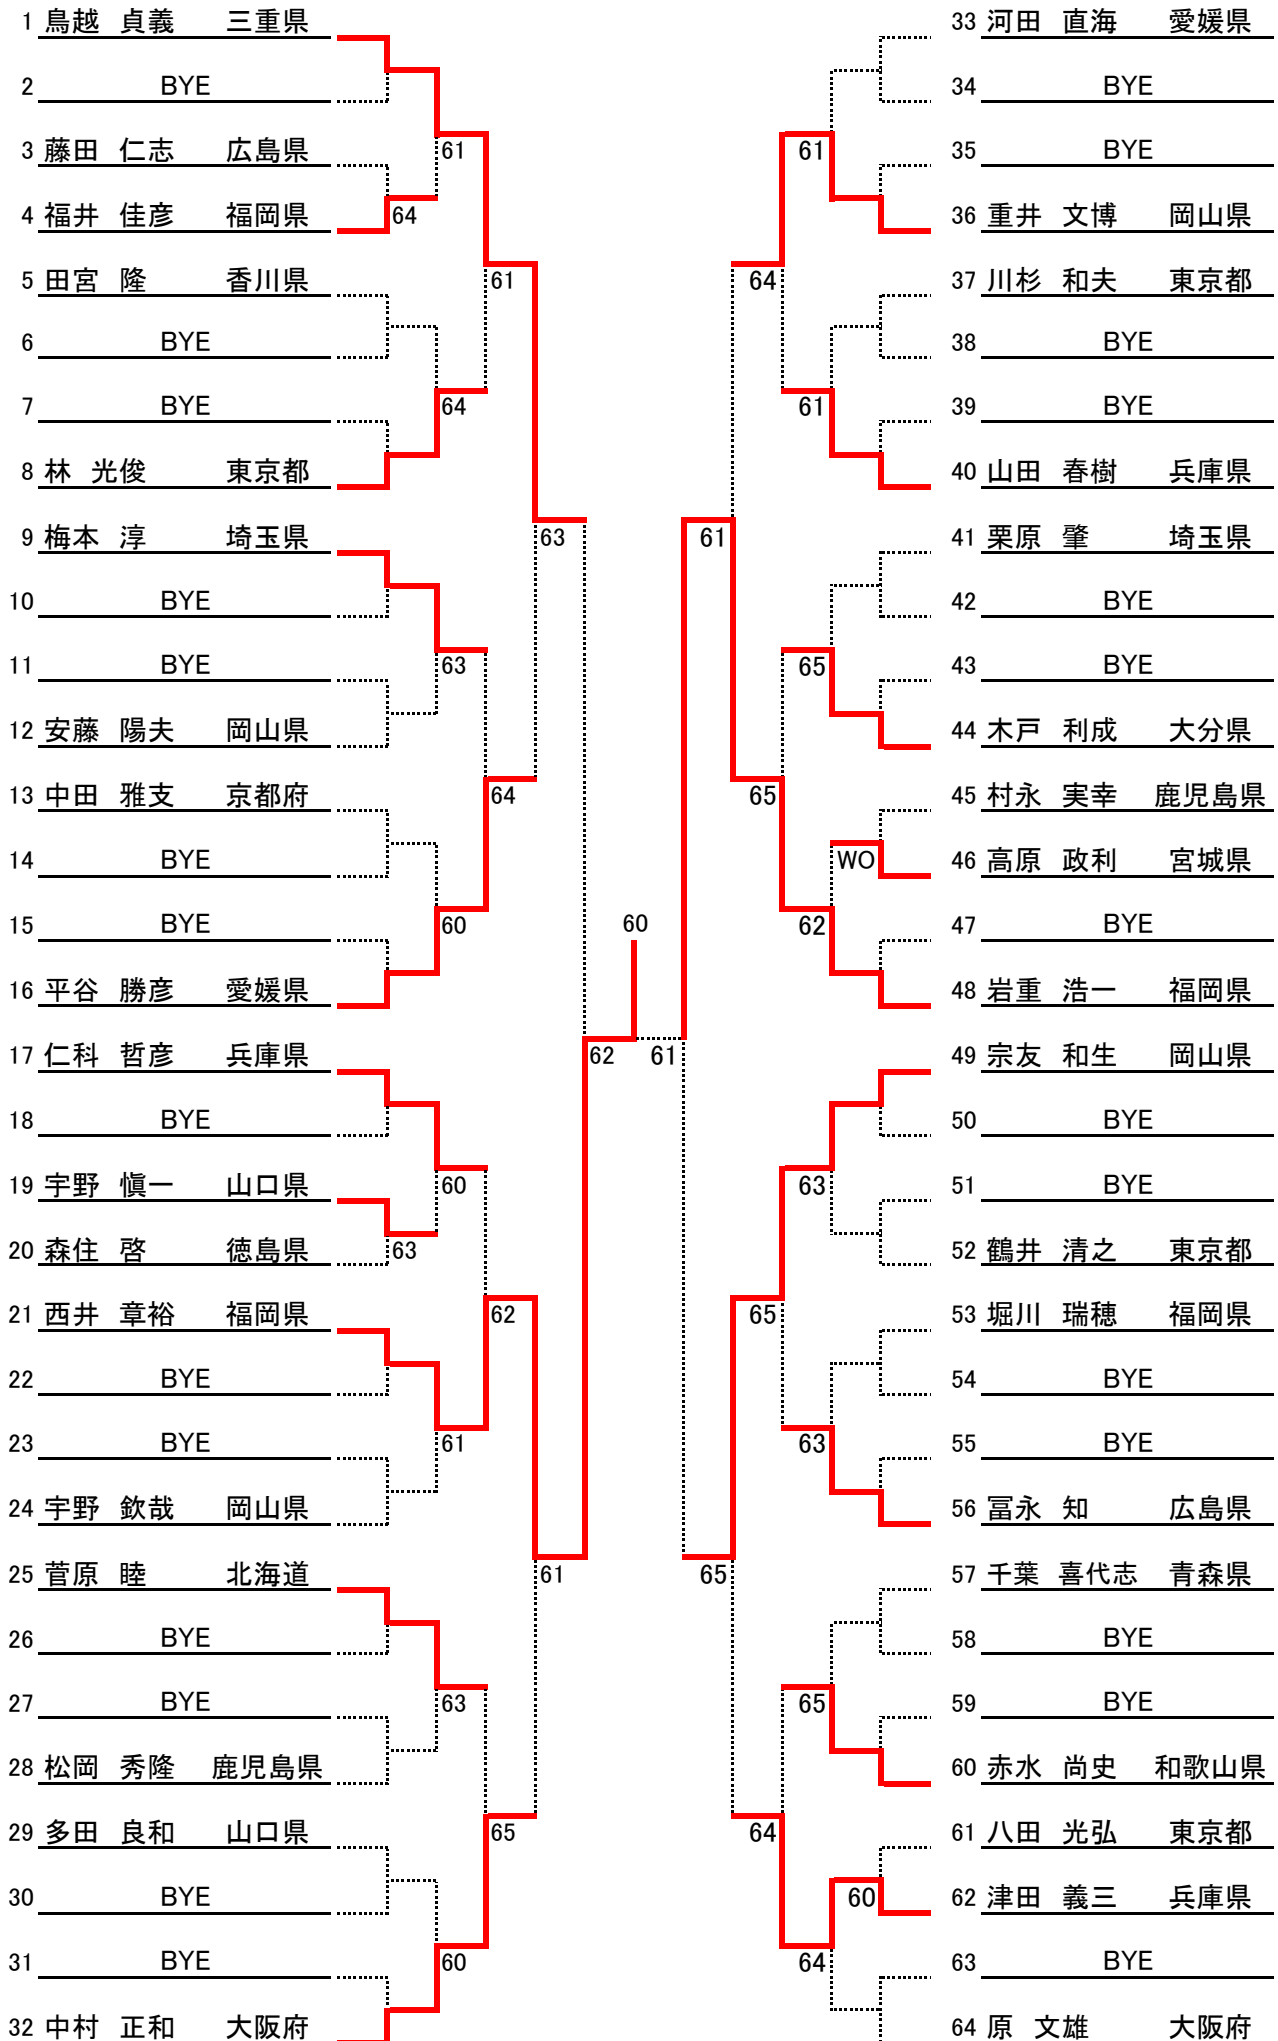 1 鳥越 貞義 三重県
2 BYE
3 藤田 仁志 広島県
61
4 福井 佳彦 福岡県
64
5 田宮 隆 香川県
61
6 BYE
7 BYE
64
8 林 光俊 東京都
9 梅本 淳 埼玉県
63
10 BYE
11 BYE
63
12 安藤 陽夫 岡山県
13 中田 雅支 京都府
64
14 BYE
15 BYE
60
16 平谷 勝彦 愛媛県
17 仁科 哲彦 兵庫県
62
18 BYE
19 宇野 愼一 山口県
60
20 森住 啓 徳島県
63
21 西井 章裕 福岡県
62
22 BYE
23 BYE
61
24 宇野 欽哉 岡山県
25 菅原 睦 北海道
61
26 BYE
27 BYE
63
28 松岡 秀隆 鹿児島県
29 多田 良和 山口県
65
30 BYE
31 BYE
60
32 中村 正和 大阪府
60
33 河田 直海 愛媛県
34 BYE
61
35 BYE
36 重井 文博 岡山県
64
37 川杉 和夫 東京都
38 BYE
61
39 BYE
40 山田 春樹 兵庫県
61
41 栗原 肇 埼玉県
42 BYE
65
43 BYE
44 木戸 利成 大分県
65
45 村永 実幸 鹿児島県
WO
46 高原 政利 宮城県
62
47 BYE
48 岩重 浩一 福岡県
61
49 宗友 和生 岡山県
50 BYE
63
51 BYE
52 鶴井 清之 東京都
65
53 堀川 瑞穂 福岡県
54 BYE
63
55 BYE
56 冨永 知 広島県
65
57 千葉 喜代志 青森県
58 BYE
65
59 BYE
60 赤水 尚史 和歌山県
64
61 八田 光弘 東京都
60
62 津田 義三 兵庫県
64
63 BYE
64 原 文雄 大阪府